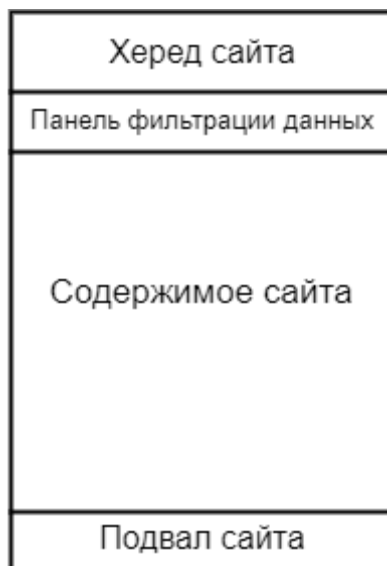 Херед сайта
Панель фильтрации данных
Содержимое сайта
Подвал сайта